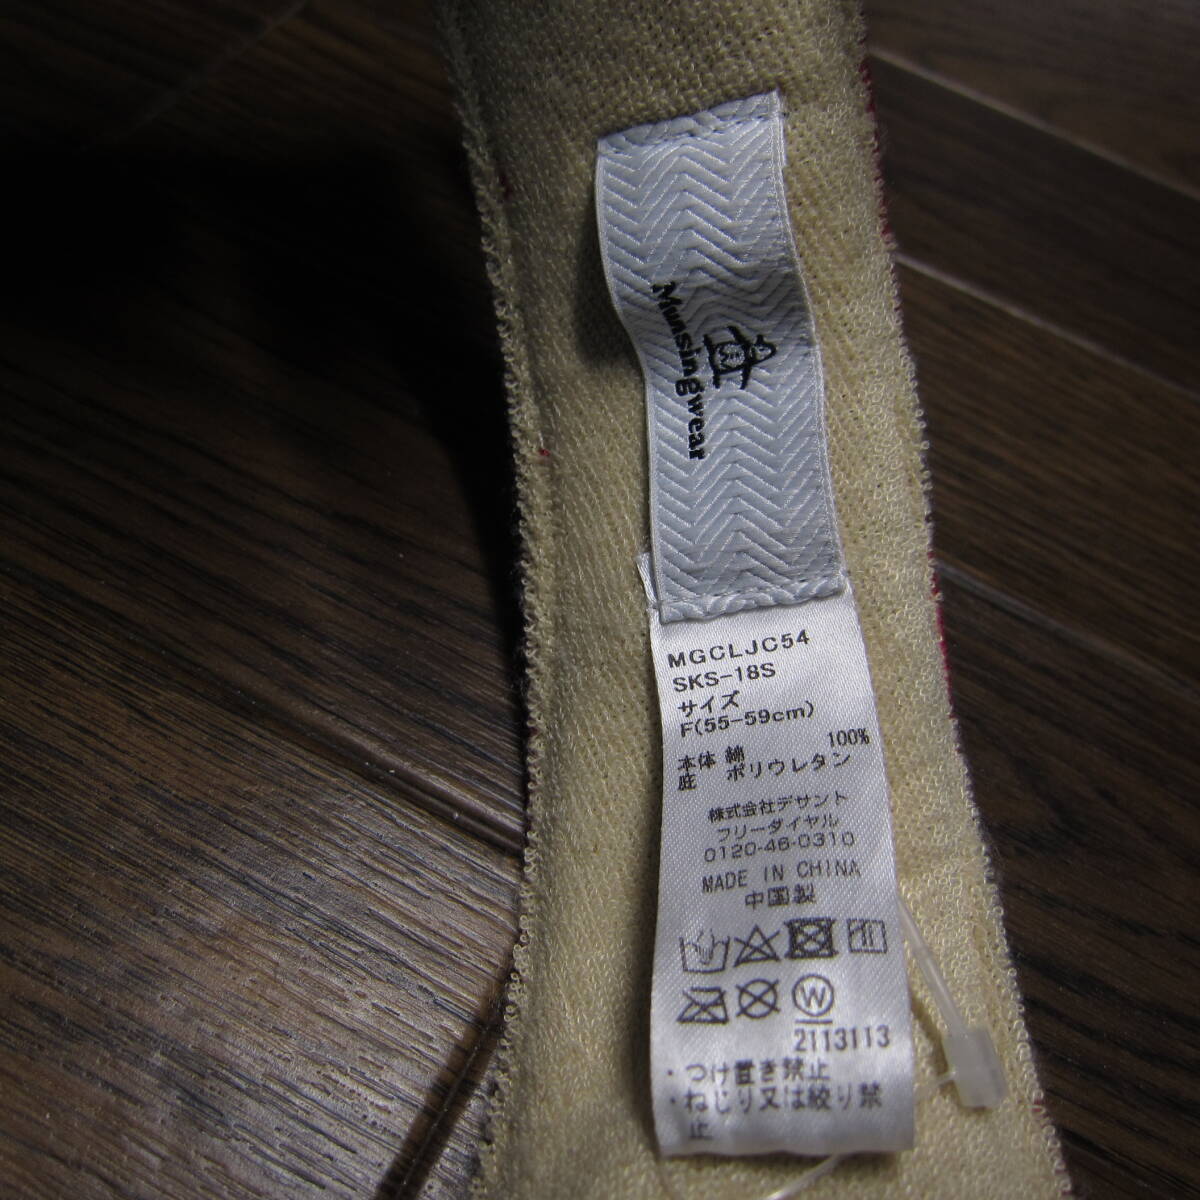 Munsingwear
MGCLJC54
SKS-18S
サイズ
F(55-59cm)
本体 綿 100%
庇 ポリウレタン
株式会社デサント
フリーダイヤル
0120-46-0310
MADE IN CHINA
中国製
W
2113113
・つけ置き禁止
・ねじり又は絞り禁